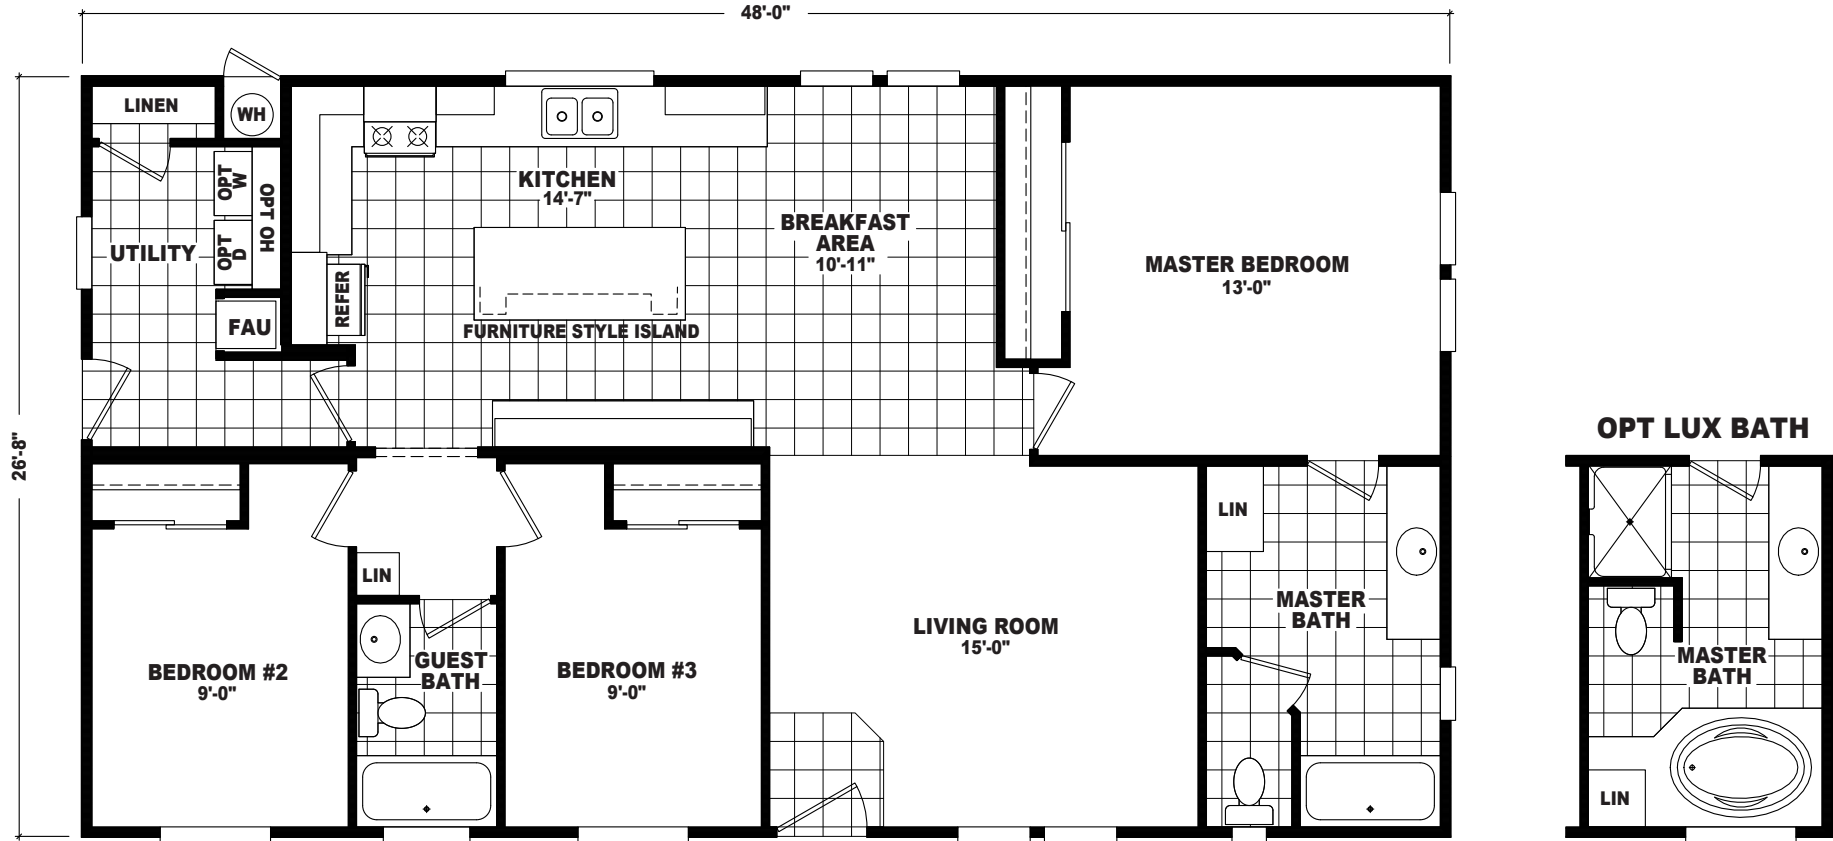 48'-0"
26'-8"
LINEN
WH
OPT
W
OPT
D
OPT OH
UTILITY
FAU
REFER
KITCHEN
14'-7"
FURNITURE STYLE ISLAND
BREAKFAST
AREA
10'-11"
MASTER BEDROOM
13'-0"
BEDROOM #2
9'-0"
LIN
GUEST
BATH
BEDROOM #3
9'-0"
LIVING ROOM
15'-0"
LIN
MASTER
BATH
OPT LUX BATH
MASTER
BATH
LIN